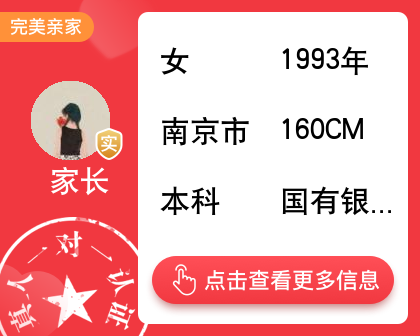 完美亲家
女 1993年
南京市 160CM
本科 国有银...
实
家长
一对一认证
真人
点击查看更多信息